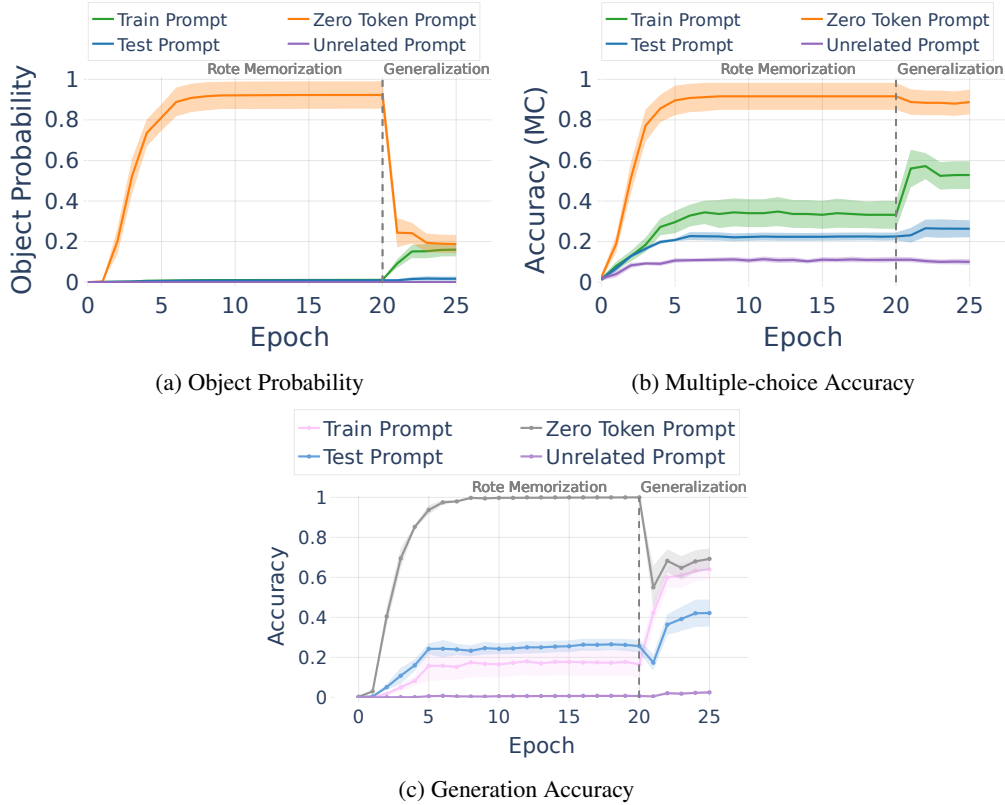 Train Prompt Zero Token Prompt
Test Prompt Unrelated Prompt
Rote Memorization Generalization
Object Probability
1
0.8
0.6
0.4
0.2
0
0 5 10 15 20 25
Epoch
(a) Object Probability
Train Prompt Zero Token Prompt
Test Prompt Unrelated Prompt
Rote Memorization Generalization
Accuracy (MC)
1
0.8
0.6
0.4
0.2
0
0 5 10 15 20 25
Epoch
(b) Multiple-choice Accuracy
Train Prompt Zero Token Prompt
Test Prompt Unrelated Prompt
Rote Memorization Generalization
Accuracy
1
0.8
0.6
0.4
0.2
0
0 5 10 15 20 25
Epoch
(c) Generation Accuracy